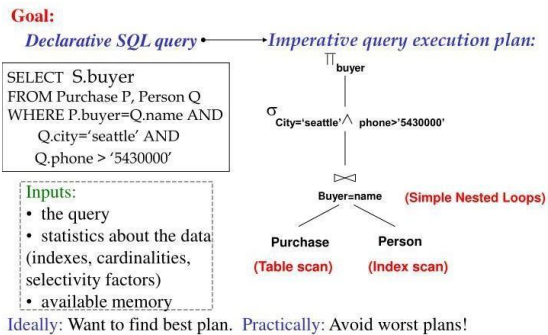 Goal:
Declarative SQL query
Imperative query execution plan:
SELECT S.buyer
FROM Purchase P, Person Q
WHERE P.buyer=Q.name AND
Q.city='seattle' AND
Q.phone > '5430000'
Inputs:
• the query
• statistics about the data
(indexes, cardinalities,
selectivity factors)
• available memory
π buyer
σ City='seattle' ∧ phone>'5430000'
⋈
Buyer=name (Simple Nested Loops)
Purchase Person
(Table scan) (Index scan)
Ideally: Want to find best plan. Practically: Avoid worst plans!